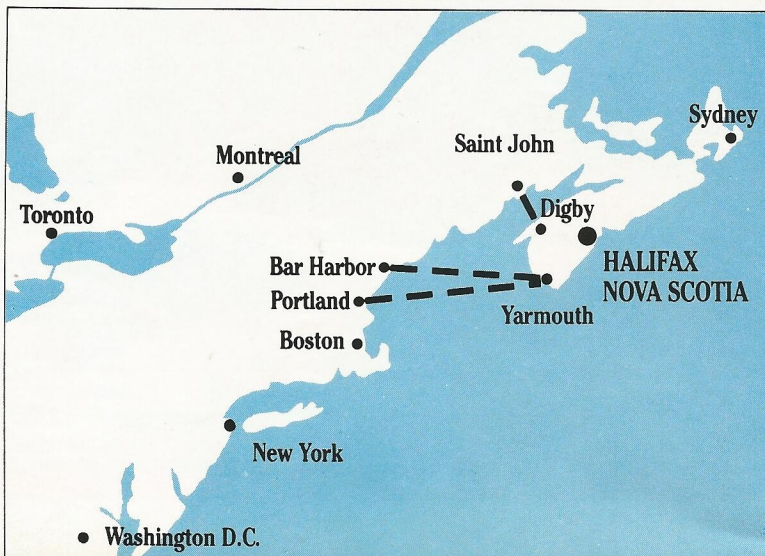 Sydney
Saint John
Montreal
Toronto
Digby
HALIFAX
NOVA SCOTIA
Bar Harbor
Portland
Yarmouth
Boston
New York
Washington D.C.